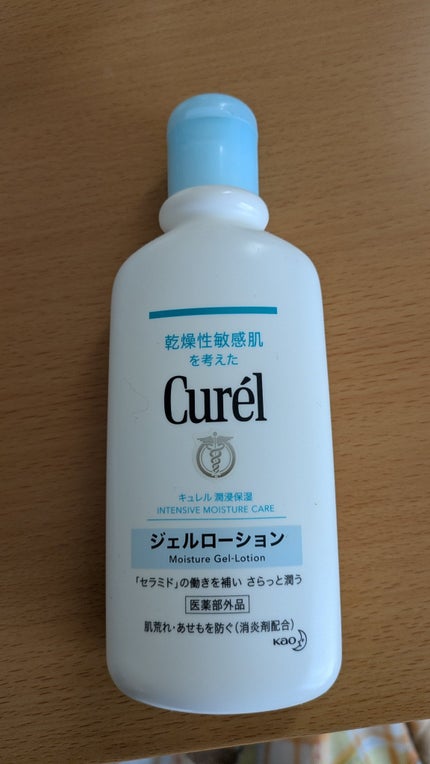 乾燥性敏感肌
を考えた
Curél
キュレル 潤浸保湿
INTENSIVE MOISTURE CARE
ジェルローション
Moisture Gel-Lotion
「セラミド」の働きを補い さらっと潤う
医薬部外品
肌荒れ・あせもを防ぐ（消炎剤配合）
Kao